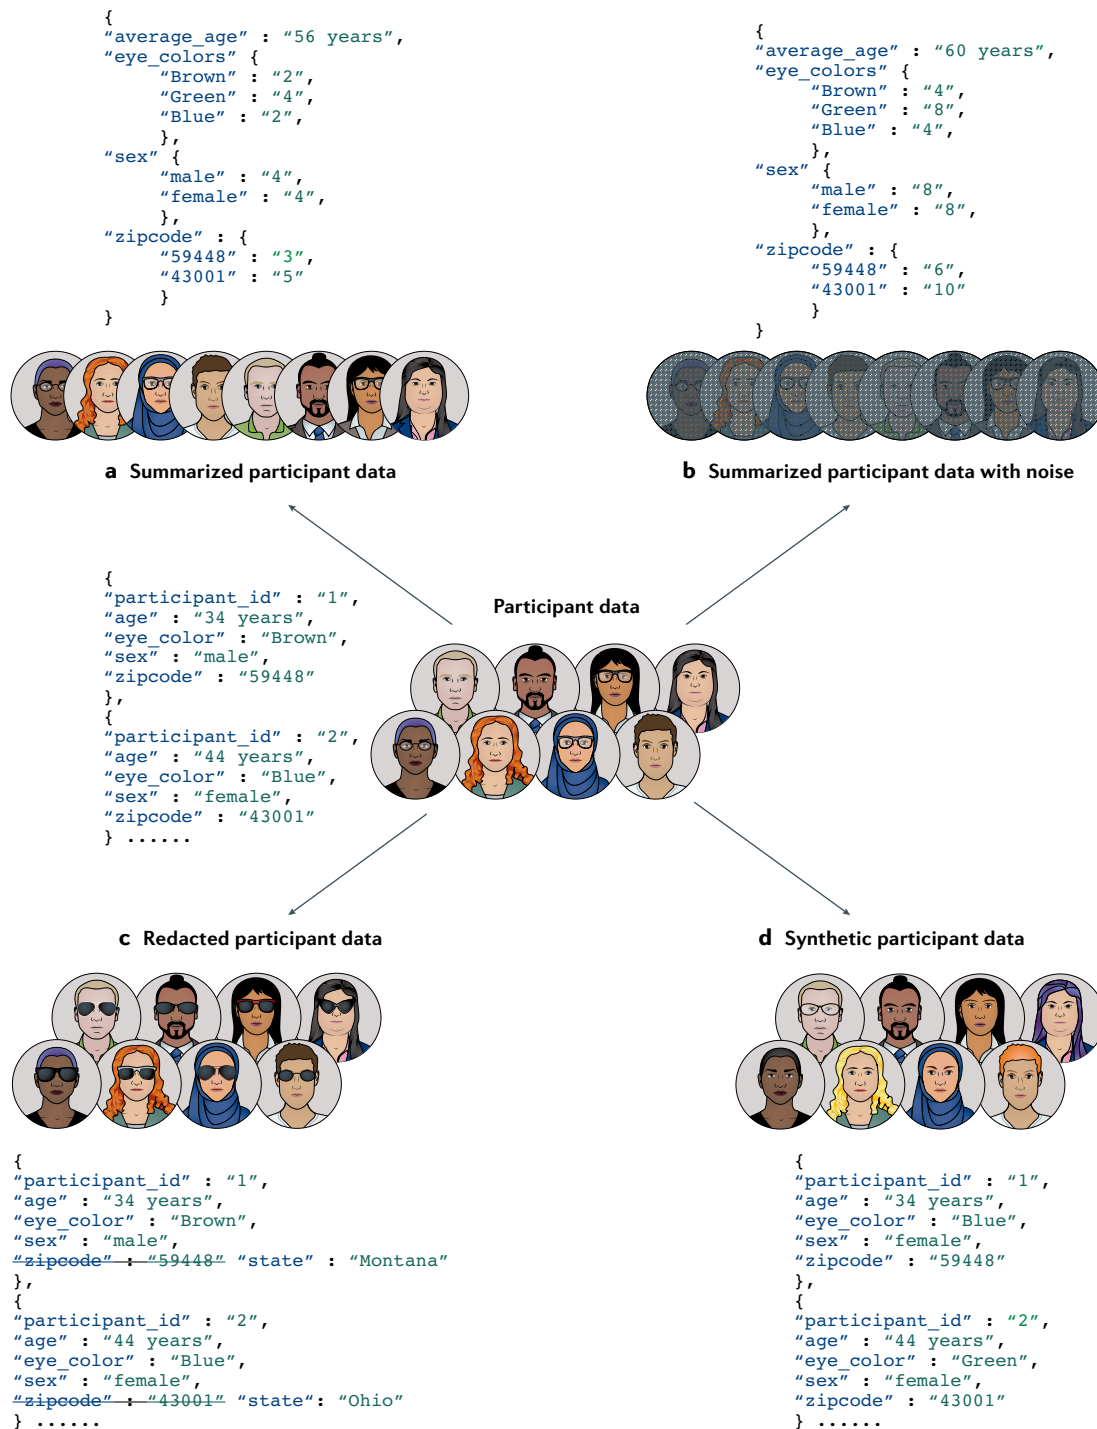 {
“average_age” : “56 years”,
“eye_colors” {
“Brown” : “2”,
“Green” : “4”,
“Blue” : “2”,
},
“sex” {
“male” : “4”,
“female” : “4”,
},
“zipcode” : {
“59448” : “3”,
“43001” : “5”
}
}
a Summarized participant data
{
“average_age” : “60 years”,
“eye_colors” {
“Brown” : “4”,
“Green” : “8”,
“Blue” : “4”,
},
“sex” {
“male” : “8”,
“female” : “8”,
},
“zipcode” : {
“59448” : “6”,
“43001” : “10”
}
}
b Summarized participant data with noise
{
“participant_id” : “1”,
“age” : “34 years”,
“eye_color” : “Brown”,
“sex” : “male”,
“zipcode” : “59448”
},
{
“participant_id” : “2”,
“age” : “44 years”,
“eye_color” : “Blue”,
“sex” : “female”,
“zipcode” : “43001”
} ......
Participant data
c Redacted participant data
{
“participant_id” : “1”,
“age” : “34 years”,
“eye_color” : “Brown”,
“sex” : “male”,
“zipcode” : “59448” “state” : “Montana”
},
{
“participant_id” : “2”,
“age” : “44 years”,
“eye_color” : “Blue”,
“sex” : “female”,
“zipcode” : “43001” “state“: “Ohio”
} ......
d Synthetic participant data
{
“participant_id” : “1”,
“age” : “34 years”,
“eye_color” : “Blue”,
“sex” : “female”,
“zipcode” : “59448”
},
{
“participant_id” : “2”,
“age” : “44 years”,
“eye_color” : “Green”,
“sex” : “female”,
“zipcode” : “43001”
} ......